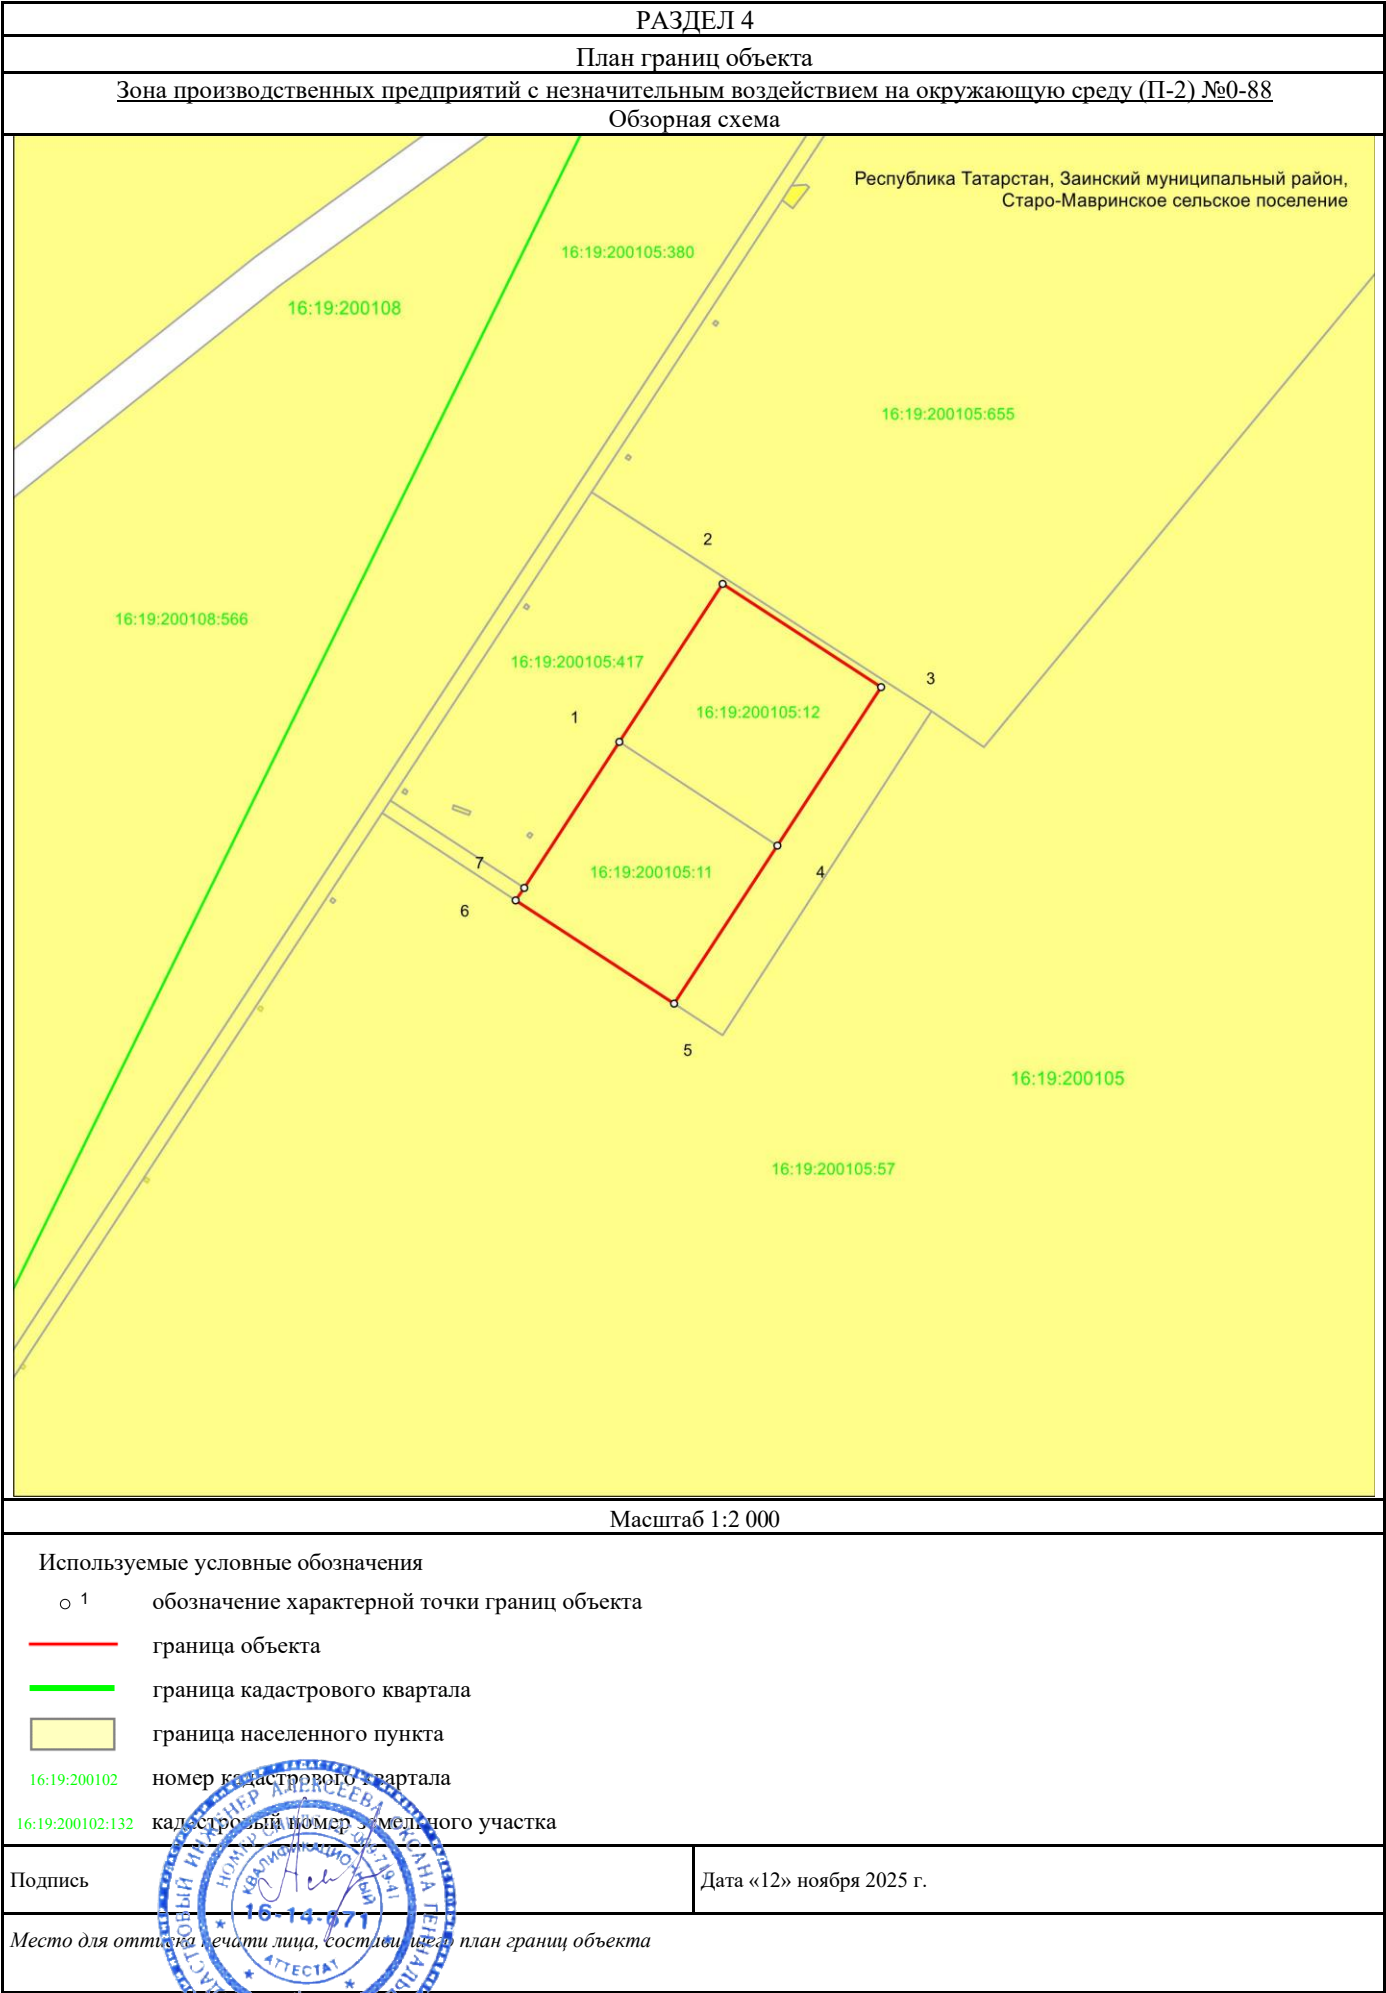 РАЗДЕЛ 4
План границ объекта
Зона производственных предприятий с незначительным воздействием на окружающую среду (П-2) №0-88
Обзорная схема
Республика Татарстан, Заинский муниципальный район,
Старо-Мавринское сельское поселение
16:19:200105:380
16:19:200108
16:19:200105:655
2
16:19:200108:566
16:19:200105:417
3
1
16:19:200105:12
7
16:19:200105:11
4
6
5
16:19:200105
16:19:200105:57
Масштаб 1:2 000
Используемые условные обозначения
1 обозначение характерной точки границ объекта
граница объекта
граница кадастрового квартала
граница населенного пункта
16:19:200102 номер кадастрового квартала
16:19:200102:132 кадастровый номер земельного участка
Подпись
Дата «12» ноября 2025 г.
Место для оттиска печати лица, составившего план границ объекта
ИНЖЕНЕР АЛЕКСЕЕВА ОКСАНА
КВАЛИФИКАЦИОННЫЙ
16-14-671
АТТЕСТАТ